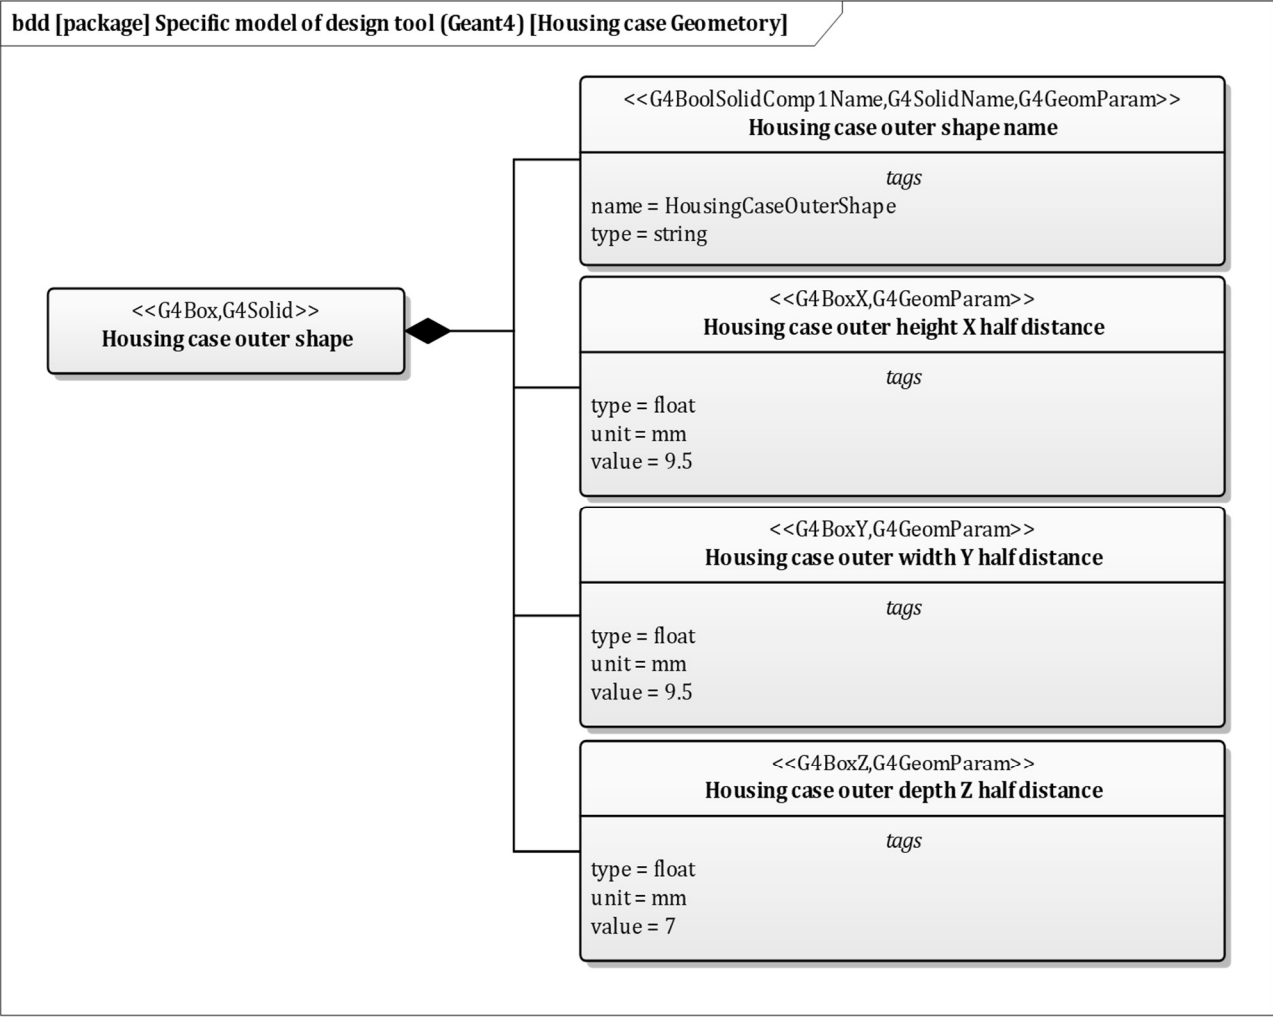 bdd [package] Specific model of design tool (Geant4) [Housing case Geometory]
<<G4BoolSolidComp1Name,G4SolidName,G4GeomParam>>
Housing case outer shape name
tags
name = HousingCaseOuterShape
type = string
<<G4Box,G4Solid>>
Housing case outer shape
<<G4BoxX,G4GeomParam>>
Housing case outer height X half distance
tags
type = float
unit = mm
value = 9.5
<<G4BoxY,G4GeomParam>>
Housing case outer width Y half distance
tags
type = float
unit = mm
value = 9.5
<<G4BoxZ,G4GeomParam>>
Housing case outer depth Z half distance
tags
type = float
unit = mm
value = 7